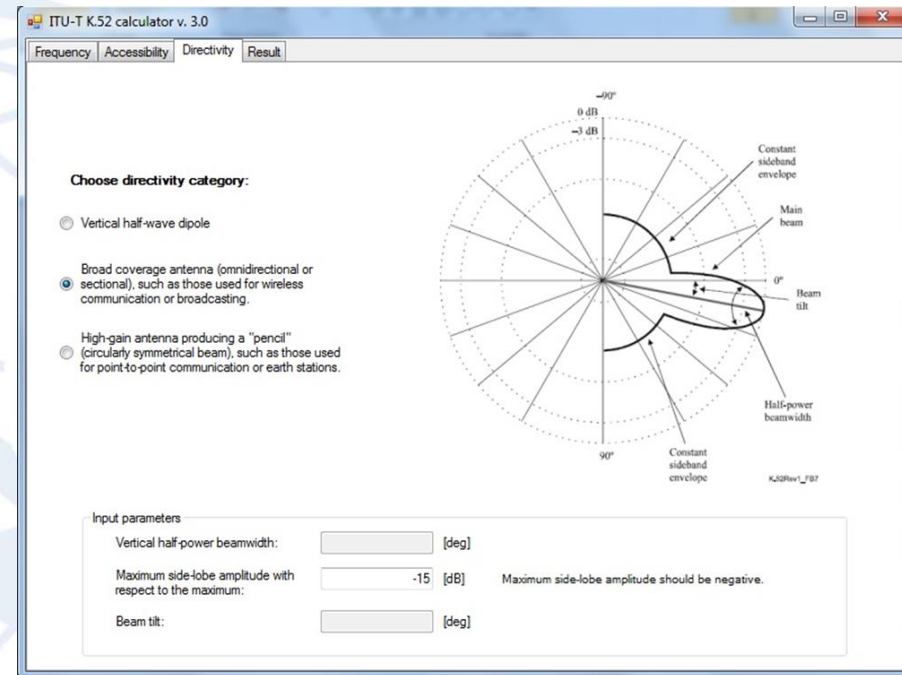 ITU-T K.52 calculator v. 3.0
Frequency Accessibility Directivity Result
Choose directivity category:
Vertical half-wave dipole
Broad coverage antenna (omnidirectional or
sectional), such as those used for wireless
communication or broadcasting.
High-gain antenna producing a "pencil"
(circularly symmetrical beam), such as those used
for point-to-point communication or earth stations.
–90°
0 dB
–3 dB
Constant
sideband
envelope
Main
beam
0°
Beam
tilt
Half-power
beamwidth
90°
Constant
sideband
envelope
K.52Rev1_FB7
Input parameters
Vertical half-power beamwidth: [deg]
Maximum side-lobe amplitude with
respect to the maximum:
-15 [dB] Maximum side-lobe amplitude should be negative.
Beam tilt: [deg]